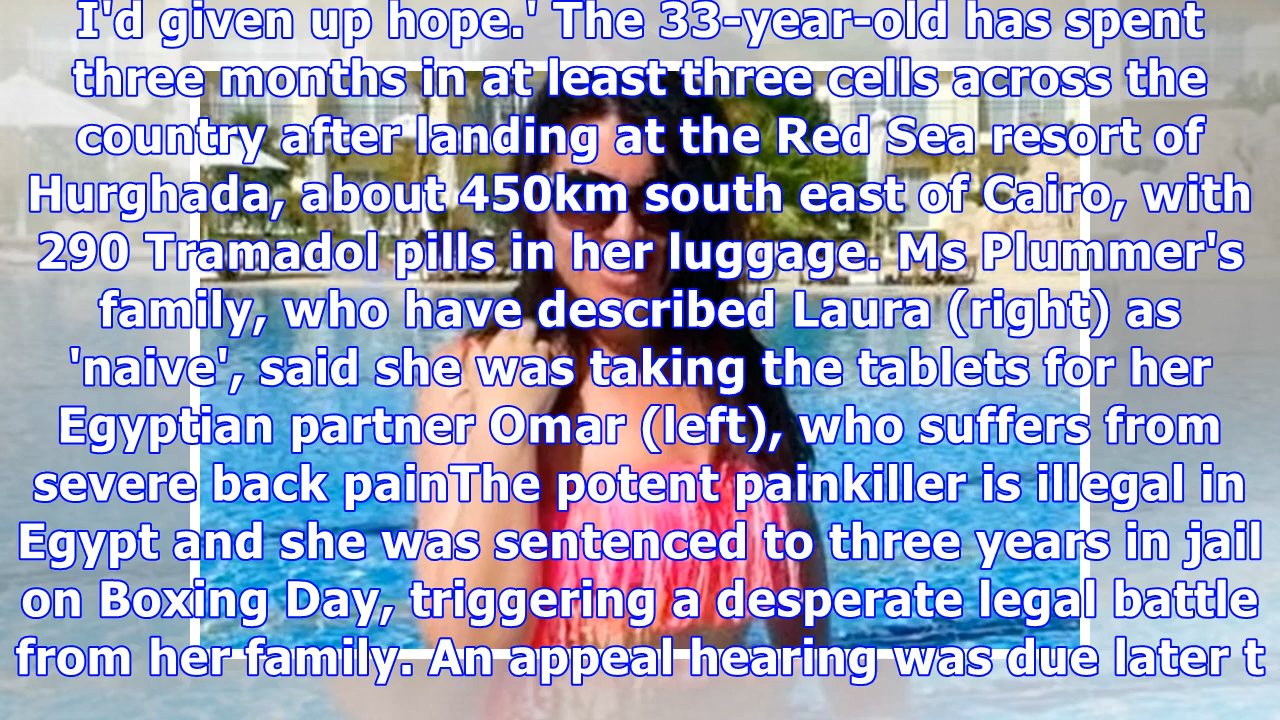 I'd given up hope.' The 33-year-old has spent
three months in at least three cells across the
country after landing at the Red Sea resort of
Hurghada, about 450km south east of Cairo, with
290 Tramadol pills in her luggage. Ms Plummer's
family, who have described Laura (right) as
'naive', said she was taking the tablets for her
Egyptian partner Omar (left), who suffers from
severe back painThe potent painkiller is illegal in
Egypt and she was sentenced to three years in jail
on Boxing Day, triggering a desperate legal battle
from her family. An appeal hearing was due later t